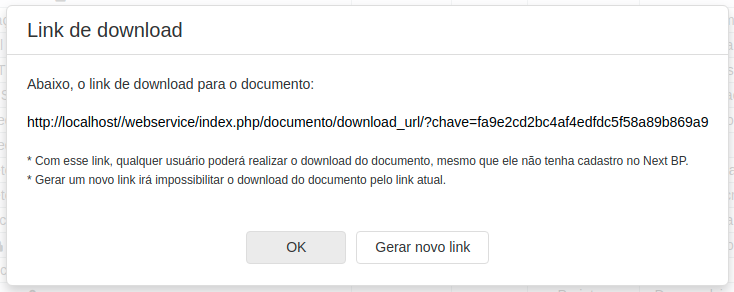 Link de download
Abaixo, o link de download para o documento:
http://localhost//webservice/index.php/documento/download_url/?chave=fa9e2cd2bc4af4edfdc5f58a89b869a9
* Com esse link, qualquer usuário poderá realizar o download do documento, mesmo que ele não tenha cadastro no Next BP.
* Gerar um novo link irá impossibilitar o download do documento pelo link atual.
OK
Gerar novo link